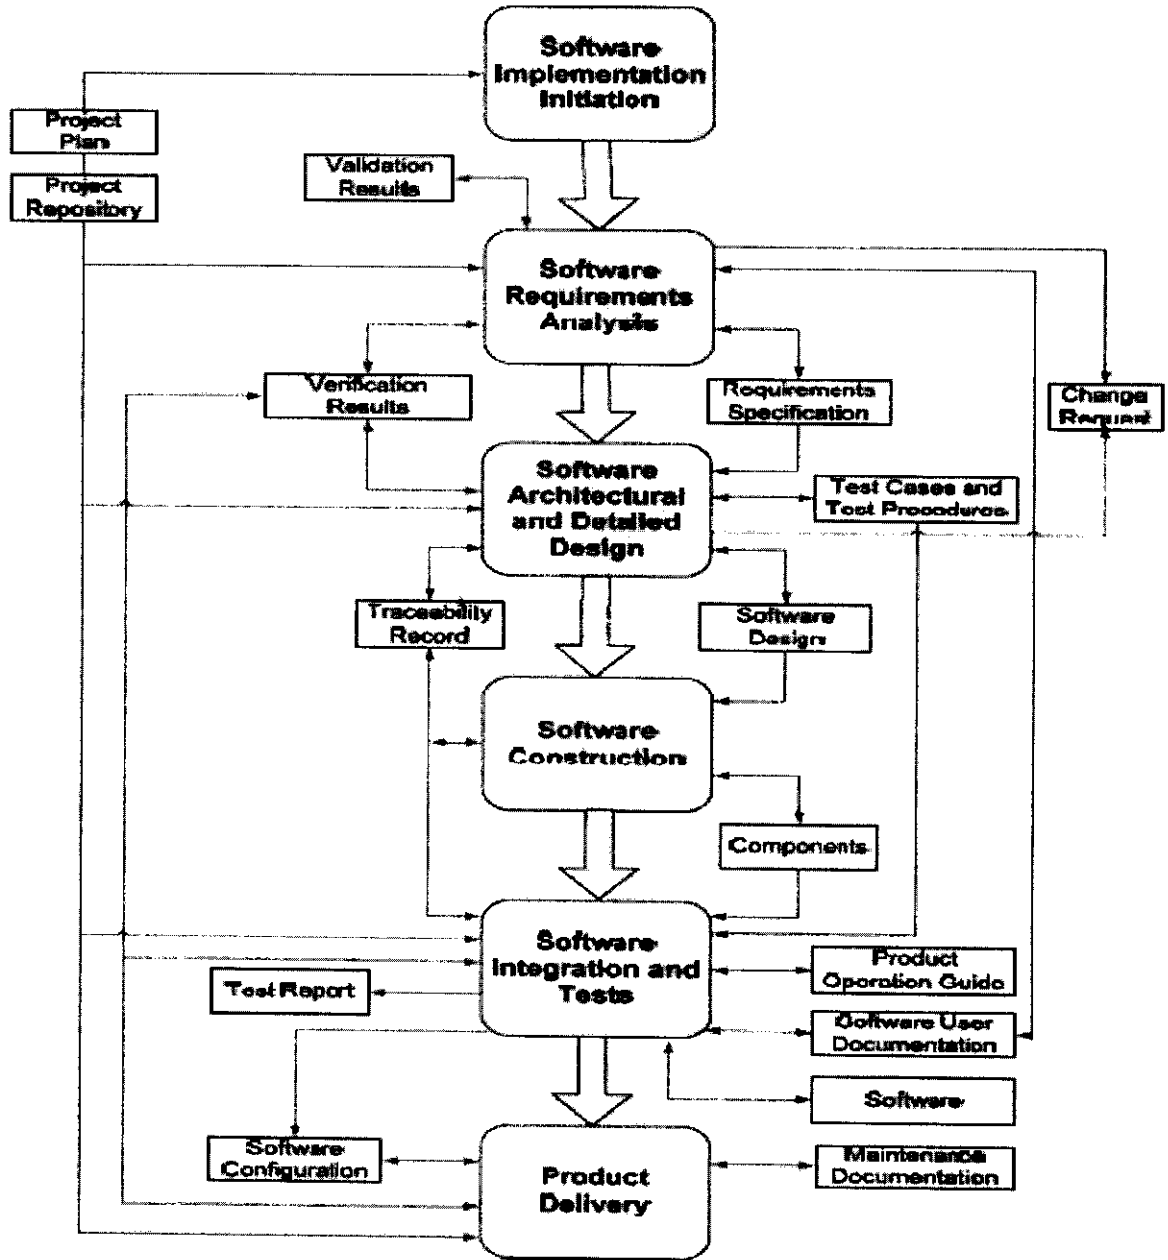 Software
Implementation
Initiation
Project
Plan
Validation
Results
Project
Repository
Software
Requirements
Analysis
Verification
Results
Requirements
Specification
Change
Request
Software
Architectural
and Detailed
Design
Test Cases and
Test Procedures
Traceability
Record
Software
Design
Software
Construction
Components
Software
Integration and
Tests
Product
Operation Guide
Test Report
Software User
Documentation
Software
Software
Configuration
Product
Delivery
Maintenance
Documentation